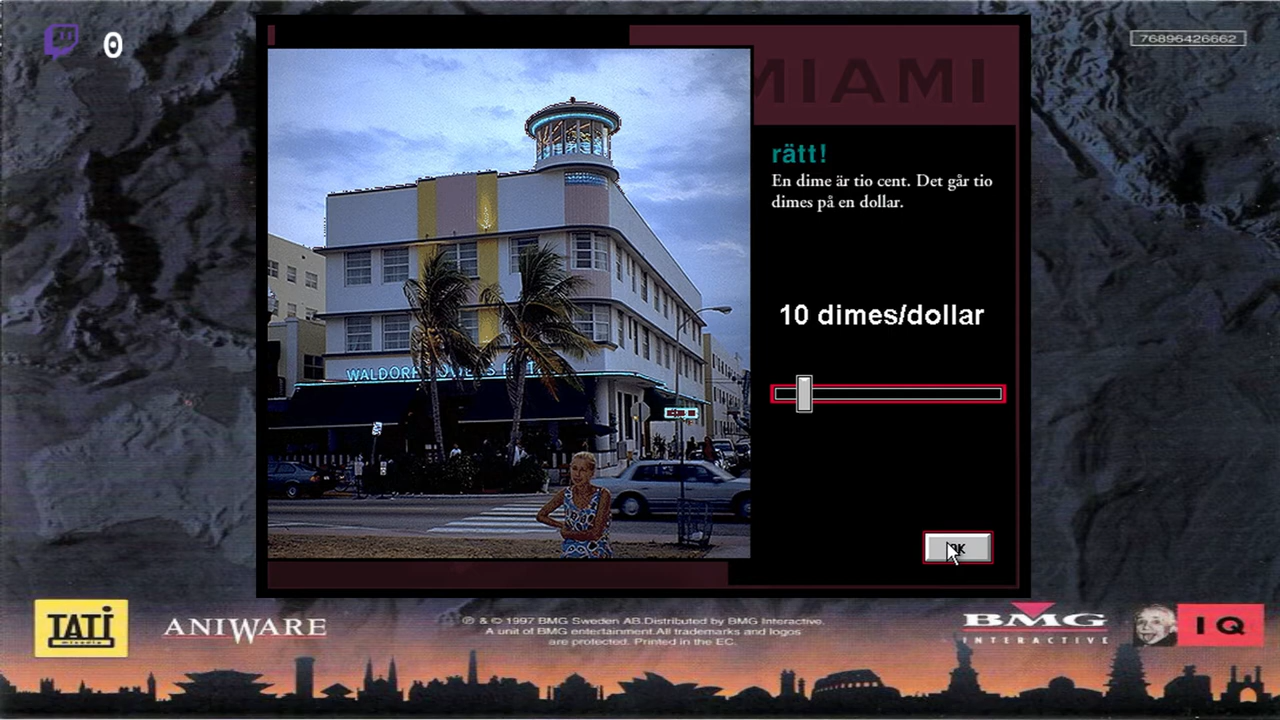 0
76896426662
MIAMI
rätt!
En dime är tio cent. Det går tio
dimes på en dollar.
10 dimes/dollar
WALDORF
OK
TATI
ANIWARE
℗ & © 1997 BMG Sweden AB.Distributed by BMG Interactive.
A unit of BMG entertainment.All trademarks and logos
are protected. Printed in the EC.
BMG
INTERACTIVE
IQ